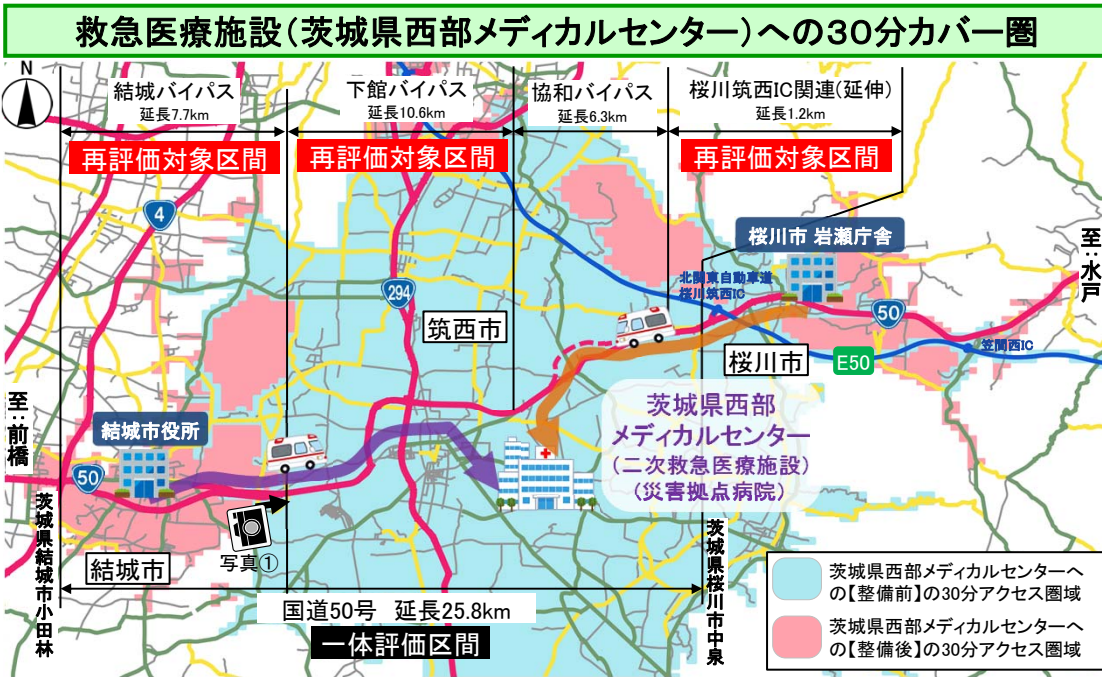 救急医療施設(茨城県西部メディカルセンター)への30分カバー圏
N
結城バイパス
延長7.7km
再評価対象区間
下館バイパス
延長10.6km
再評価対象区間
協和バイパス
延長6.3km
桜川筑西IC関連(延伸)
延長1.2km
再評価対象区間
4
294
筑西市
北関東自動車道
桜川筑西IC
桜川市 岩瀬庁舎
至:水戸
50
笠間西IC
E50
桜川市
至:前橋
結城市役所
50
茨城県西部
メディカルセンター
(二次救急医療施設)
(災害拠点病院)
茨城県結城市小田林
写真①
結城市
国道50号 延長25.8km
一体評価区間
茨城県桜川市中泉
茨城県西部メディカルセンターへ
の【整備前】の30分アクセス圏域
茨城県西部メディカルセンターへ
の【整備後】の30分アクセス圏域